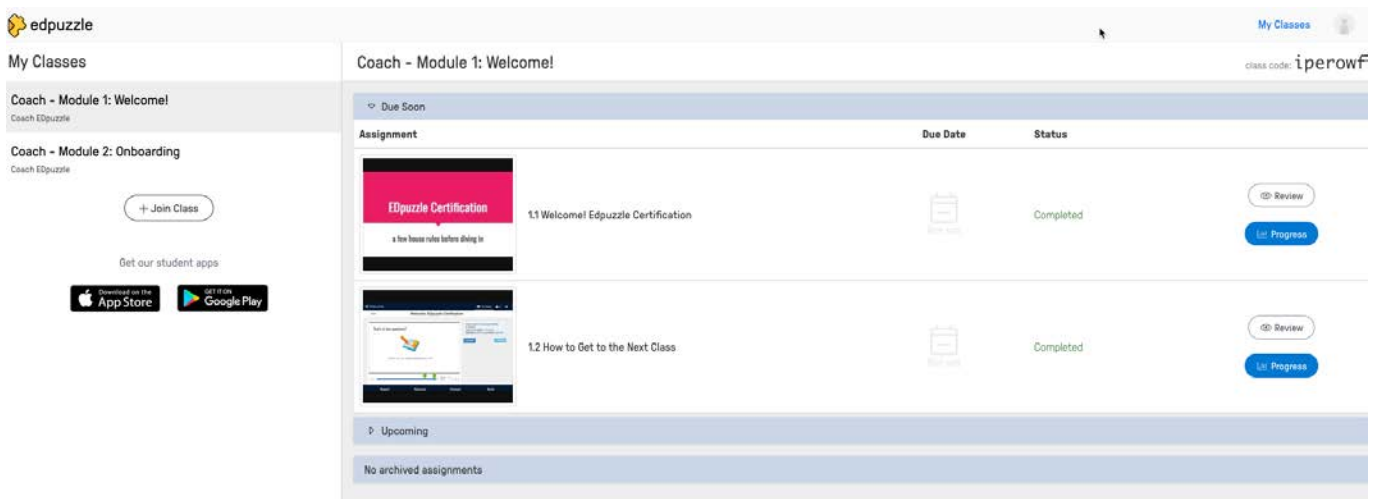 edpuzzle
My Classes
My Classes
Coach - Module 1: Welcome!
Coach EDpuzzle
Coach - Module 2: Onboarding
Coach EDpuzzle
+ Join Class
Get our student apps
Download on the
App Store
GET IT ON
Google Play
Coach - Module 1: Welcome!
class code: iperowf
Due Soon
Assignment Due Date Status
EDpuzzle Certification
a few house rules before diving in
1.1 Welcome! Edpuzzle Certification
Completed
Review
Progress
1.2 How to Get to the Next Class
Completed
Review
Progress
Upcoming
No archived assignments